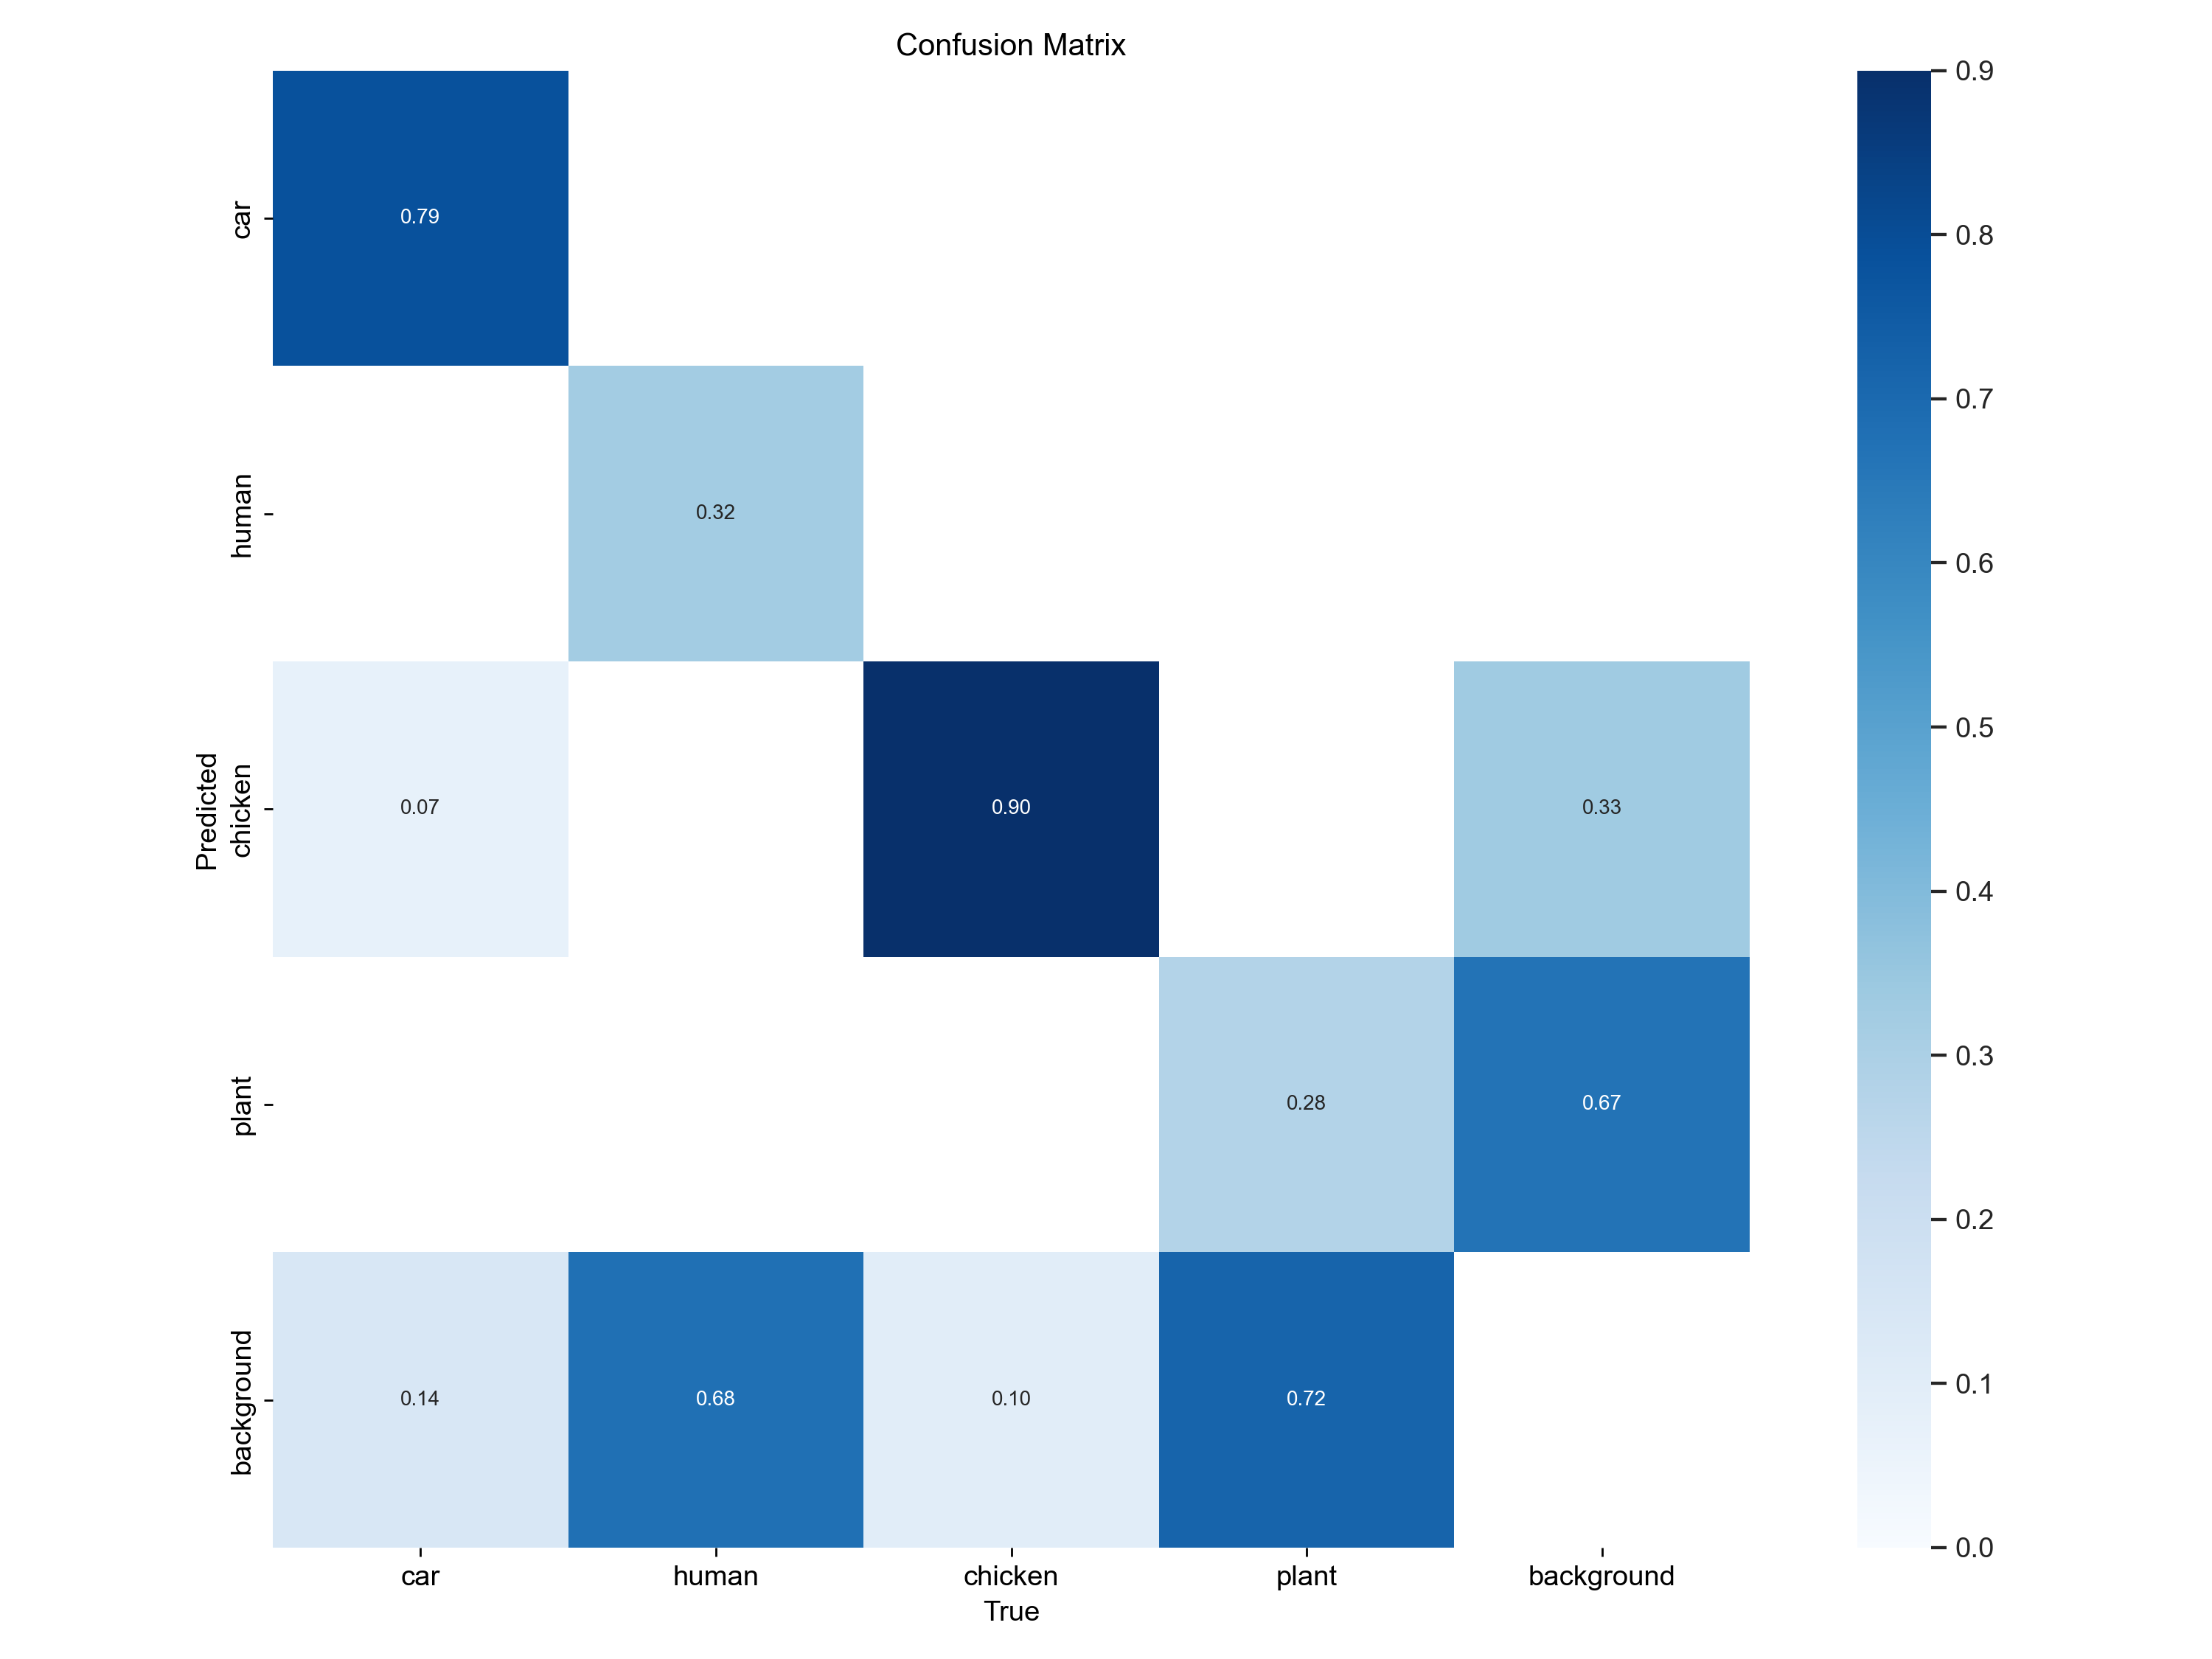 Confusion Matrix
car
human
chicken
plant
background
Predicted
0.79
0.32
0.07
0.90
0.33
0.28
0.67
0.14
0.68
0.10
0.72
car
human
chicken
plant
background
True
0.9
0.8
0.7
0.6
0.5
0.4
0.3
0.2
0.1
0.0